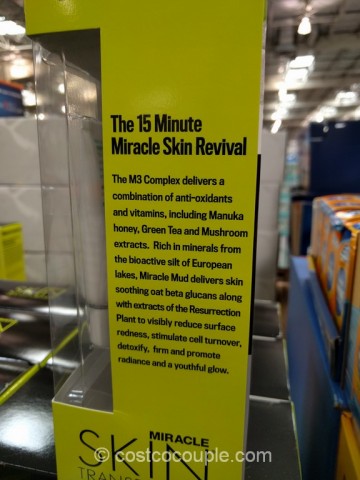 The 15 Minute
Miracle Skin Revival
The M3 Complex delivers a
combination of anti-oxidants
and vitamins, including Manuka
honey, Green Tea and Mushroom
extracts. Rich in minerals from
the bioactive silt of European
lakes, Miracle Mud delivers skin
soothing oat beta glucans along
with extracts of the Resurrection
Plant to visibly reduce surface
redness, stimulate cell turnover,
detoxify, firm and promote
radiance and a youthful glow.
MIRACLE
SKIN
© costcocouple.com